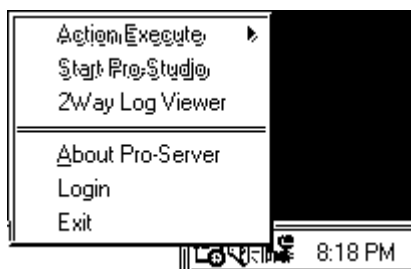 Action Execute
Start Pro-Studio
2Way Log Viewer
About Pro-Server
Login
Exit
8:18 PM